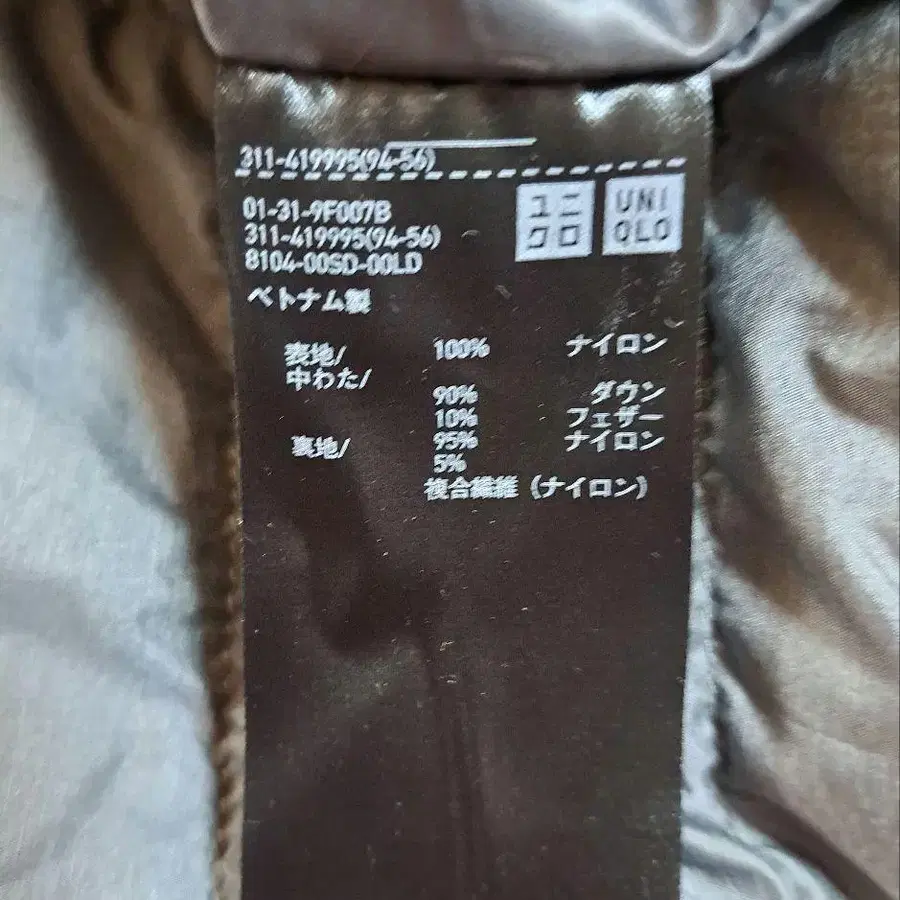 311-419995(94-56)
ユニ
クロ
UNI
QLO
01-31-9F007B
311-419995(94-56)
8104-00SD-00LD
ベトナム製
表地/ 100% ナイロン
中わた/
90% ダウン
10% フェザー
裏地/ 95% ナイロン
5%
複合繊維 (ナイロン)